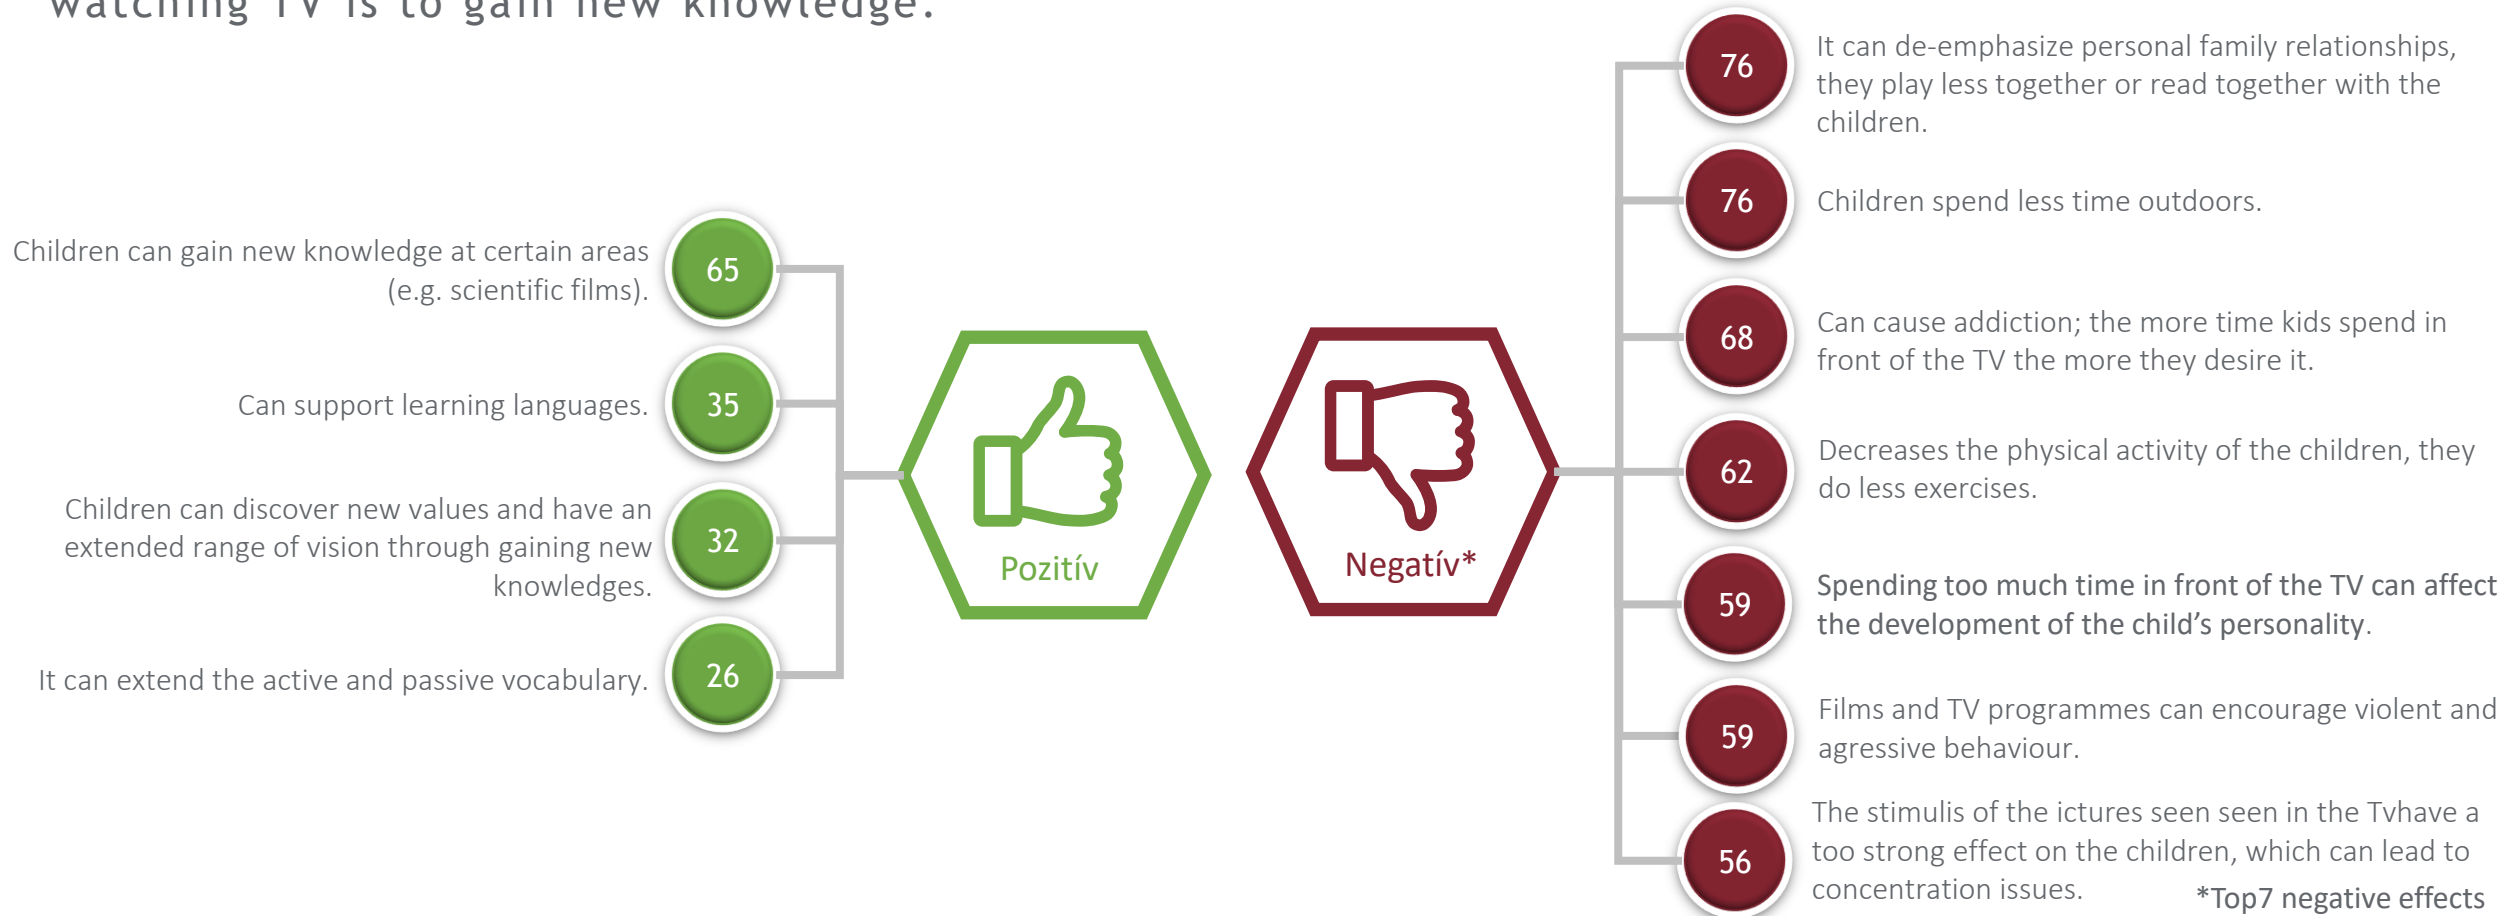 watching TV is to gain new knowledge.
Children can gain new knowledge at certain areas
(e.g. scientific films).
65
Can support learning languages.
35
Children can discover new values and have an
extended range of vision through gaining new
knowledges.
32
It can extend the active and passive vocabulary.
26
Pozitív
Negatív*
76
It can de-emphasize personal family relationships,
they play less together or read together with the
children.
76
Children spend less time outdoors.
68
Can cause addiction; the more time kids spend in
front of the TV the more they desire it.
62
Decreases the physical activity of the children, they
do less exercises.
59
Spending too much time in front of the TV can affect
the development of the child’s personality.
59
Films and TV programmes can encourage violent and
agressive behaviour.
56
The stimulis of the ictures seen seen in the Tvhave a
too strong effect on the children, which can lead to
concentration issues.
*Top7 negative effects